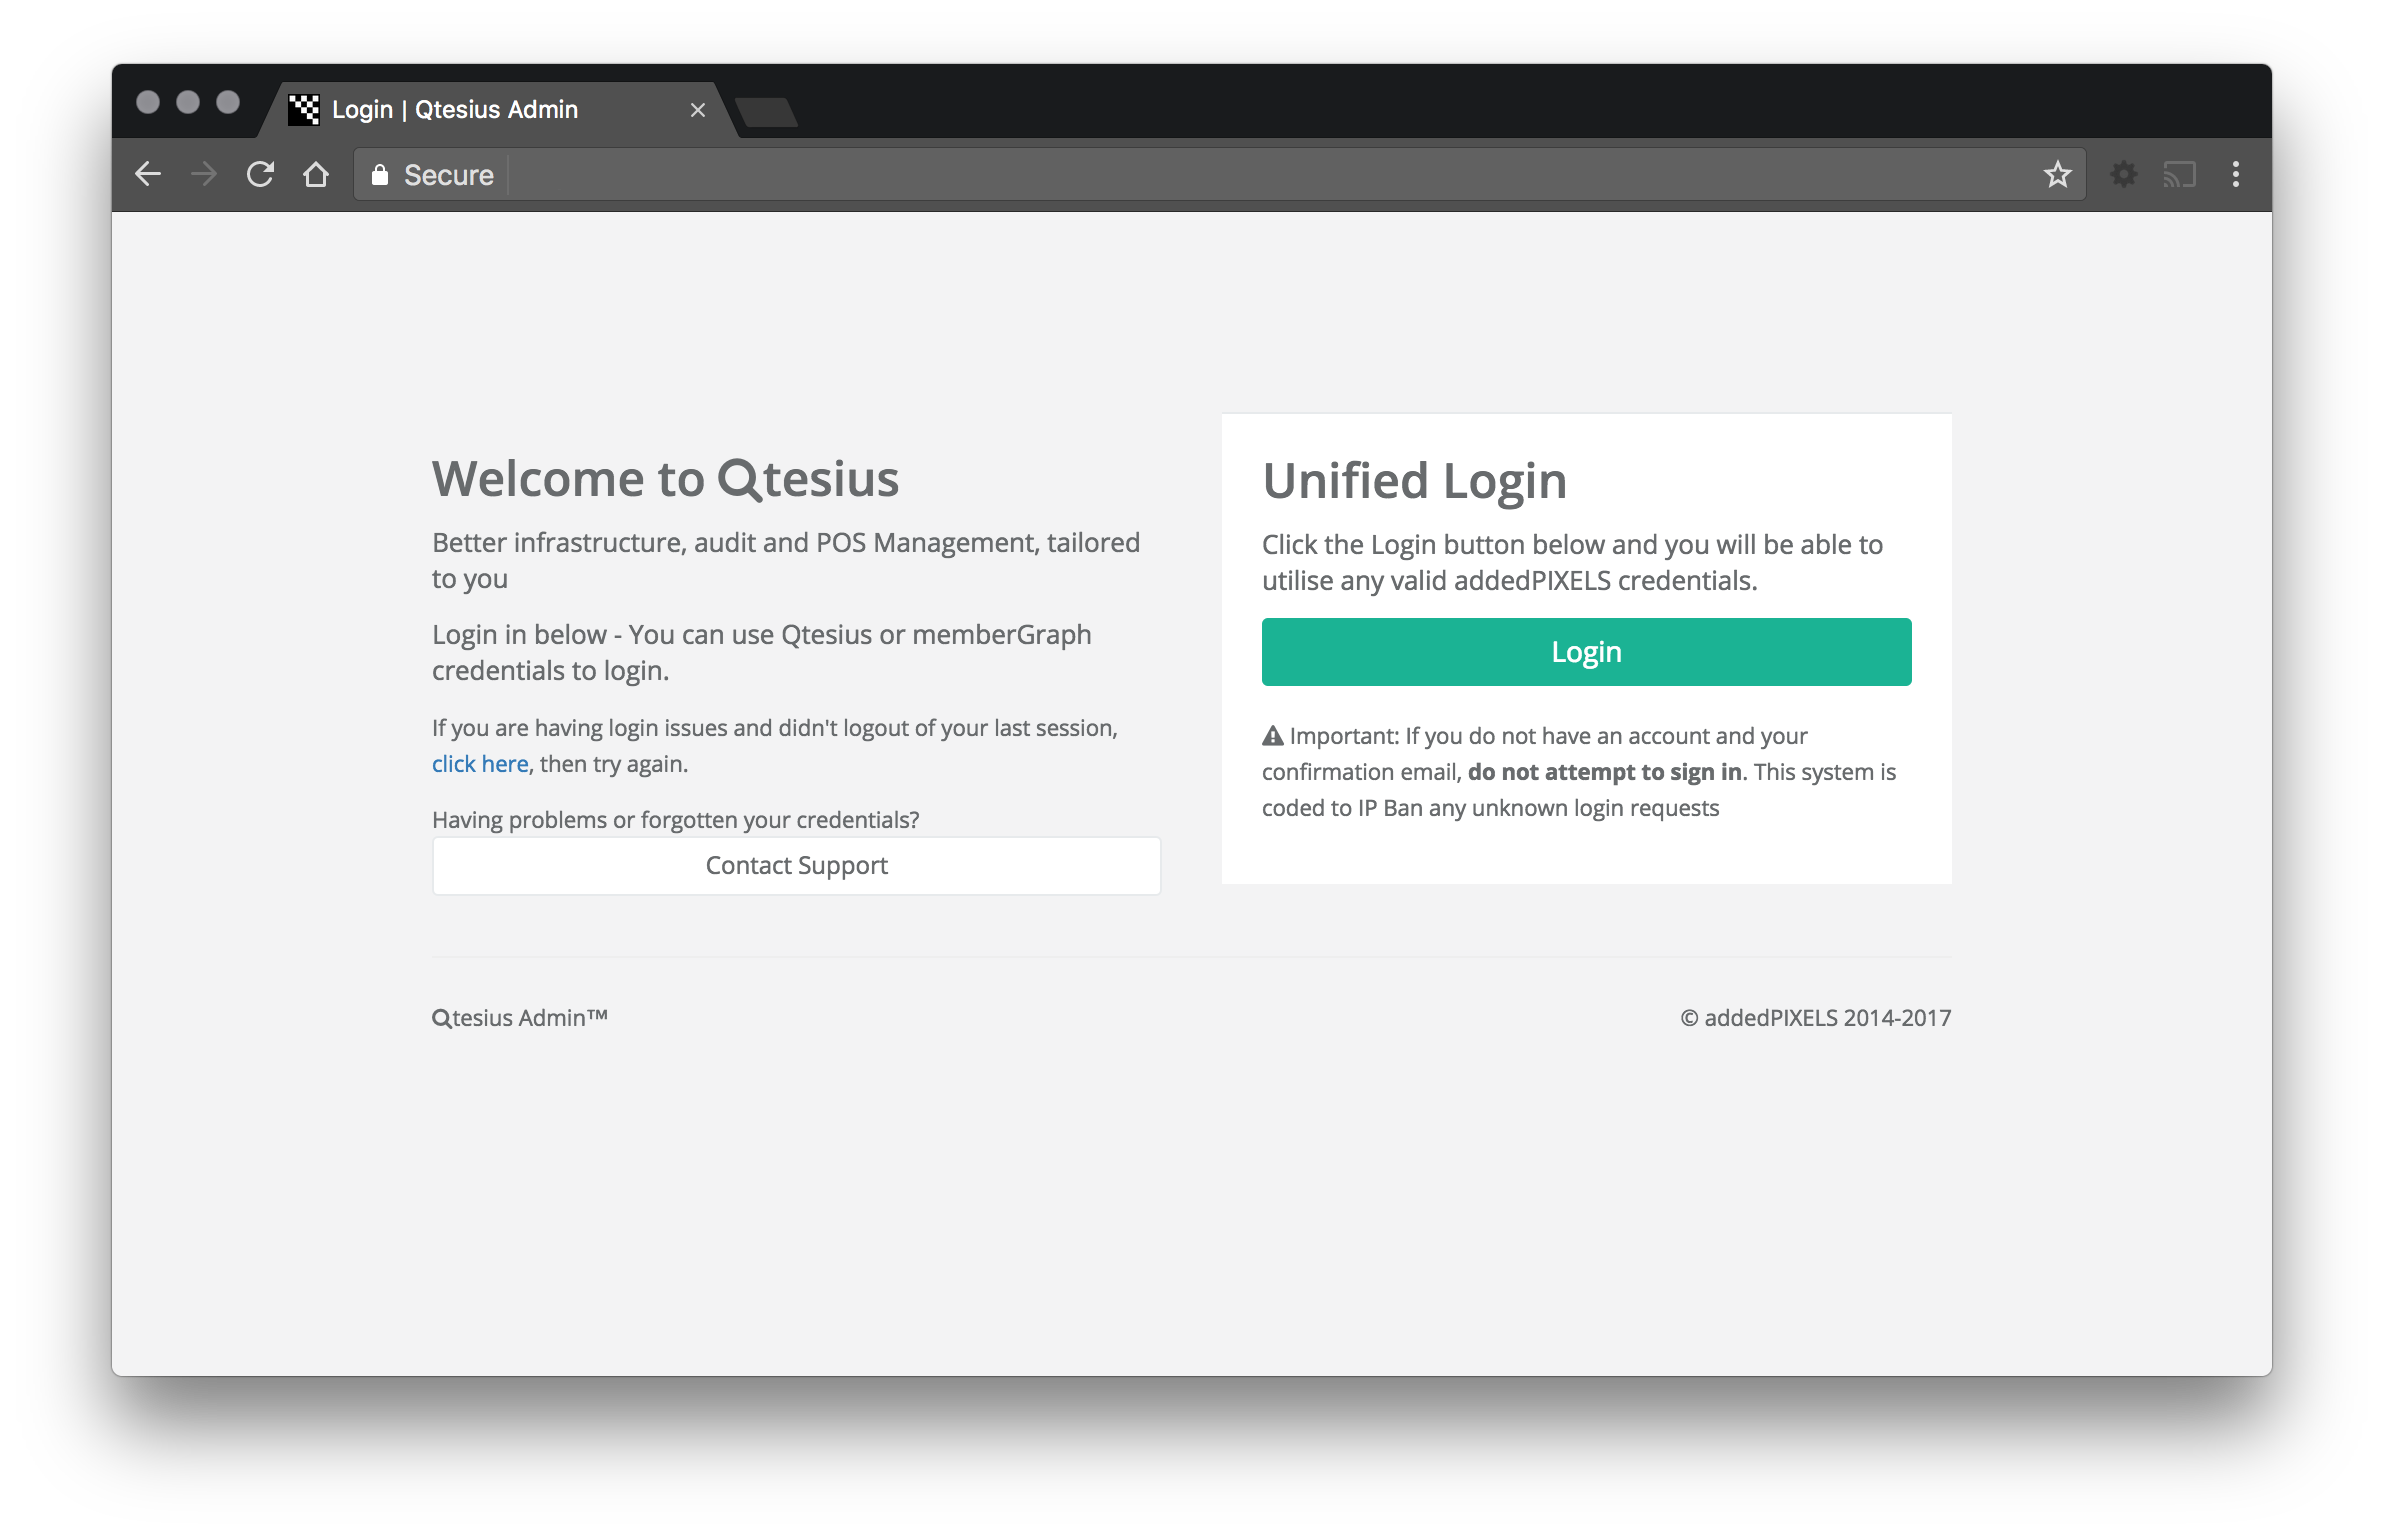 Login | Qtesius Admin
Secure
Welcome to Qtesius
Better infrastructure, audit and POS Management, tailored
to you
Login in below - You can use Qtesius or memberGraph
credentials to login.
If you are having login issues and didn't logout of your last session,
click here, then try again.
Having problems or forgotten your credentials?
Contact Support
Unified Login
Click the Login button below and you will be able to
utilise any valid addedPIXELS credentials.
Login
Important: If you do not have an account and your
confirmation email, do not attempt to sign in. This system is
coded to IP Ban any unknown login requests
Qtesius Admin™
© addedPIXELS 2014-2017